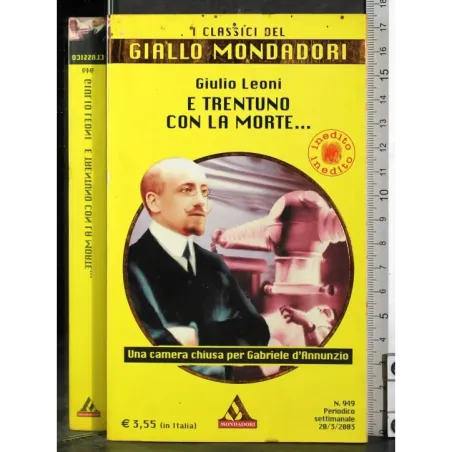 I CLASSICI DEL
GIALLO MONDADORI
Giulio Leoni
E TRENTUNO
CON LA MORTE...
inedito
inedito
Una camera chiusa per Gabriele d'Annunzio
€ 3,55 (in Italia)
MONDADORI
N. 949
Periodico
settimanale
20/3/2003
CLASSICO
949
GIULIO LEONI E TRENTUNO CON LA MORTE...